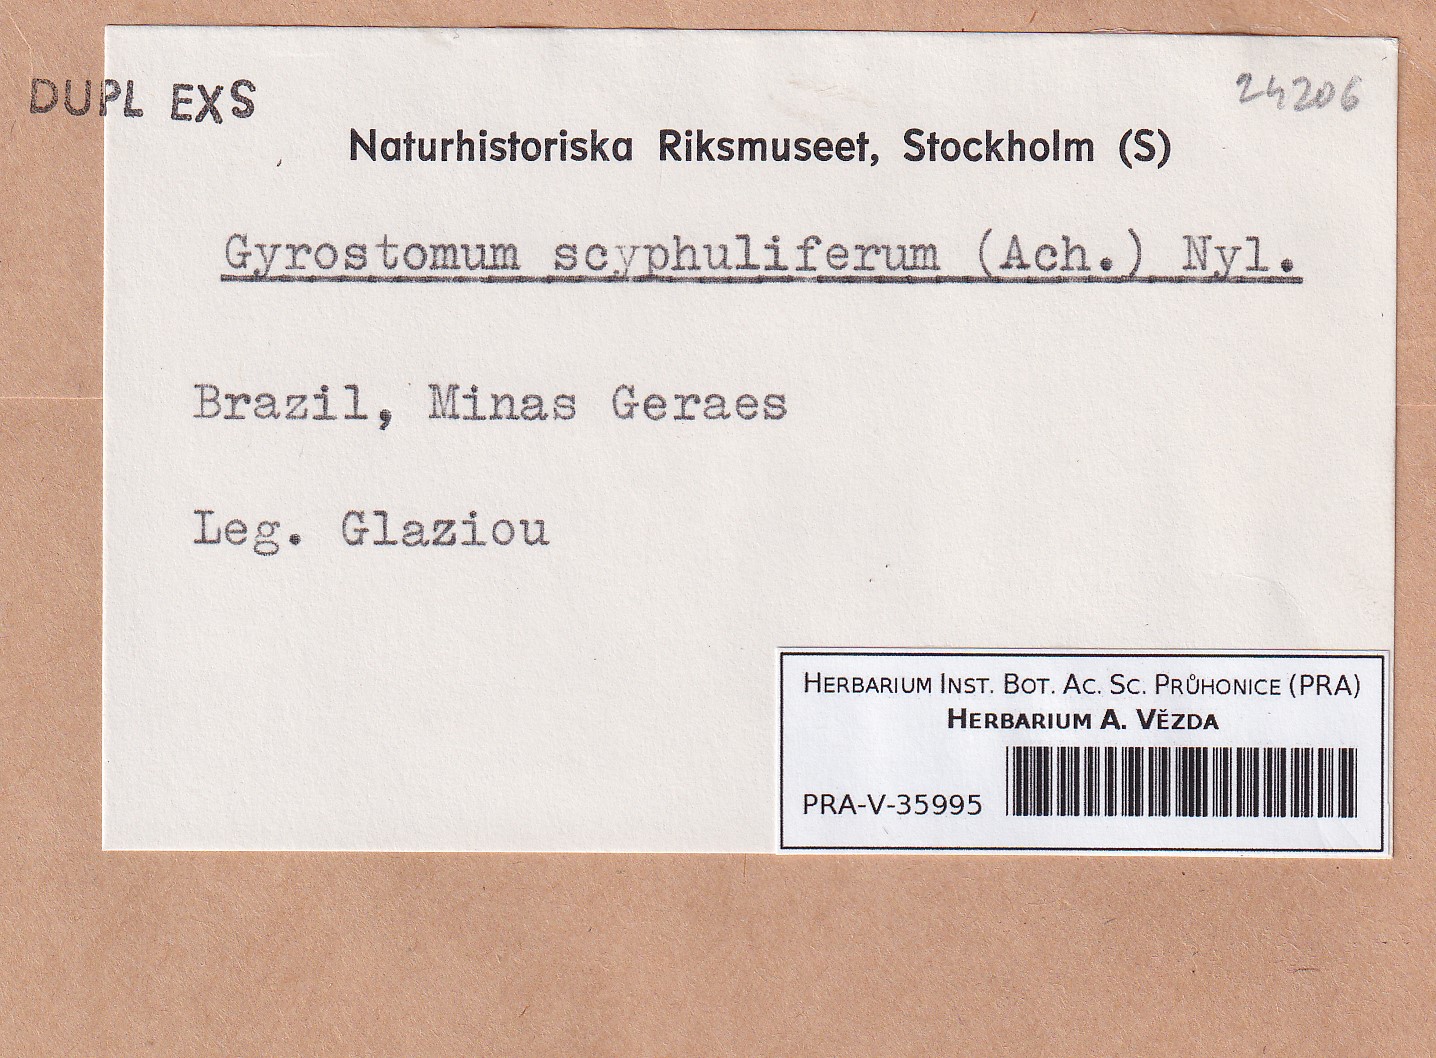 DUPL EXS
24206
Naturhistoriska Riksmuseet, Stockholm (S)
Gyrostomum scyphuliferum (Ach.) Nyl.
Brazil, Minas Geraes
Leg. Glaziou
HERBARIUM INST. BOT. AC. SC. PRŮHONICE (PRA)
HERBARIUM A. VĚZDA
PRA-V-35995